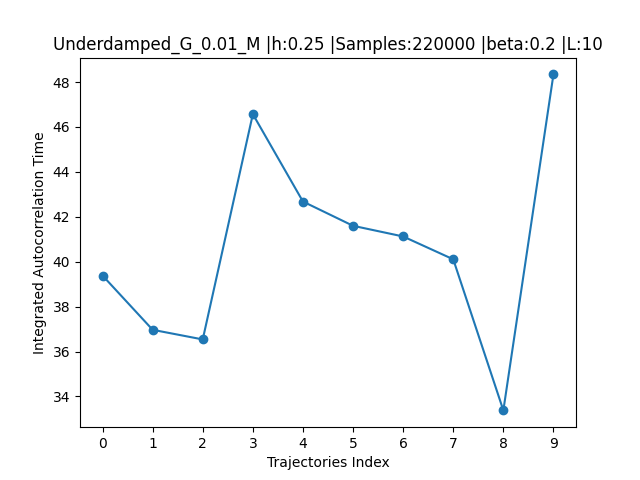 Underdamped_G_0.01_M |h:0.25 |Samples:220000 |beta:0.2 |L:10
48
46
44
42
40
38
36
34
Integrated Autocorrelation Time
0 1 2 3 4 5 6 7 8 9
Trajectories Index